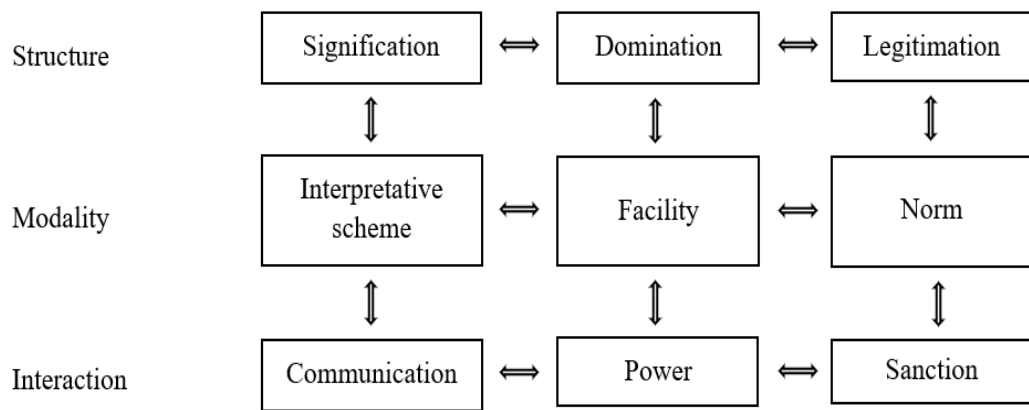 Structure Signification Domination Legitimation
Modality Interpretative scheme Facility Norm
Interaction Communication Power Sanction